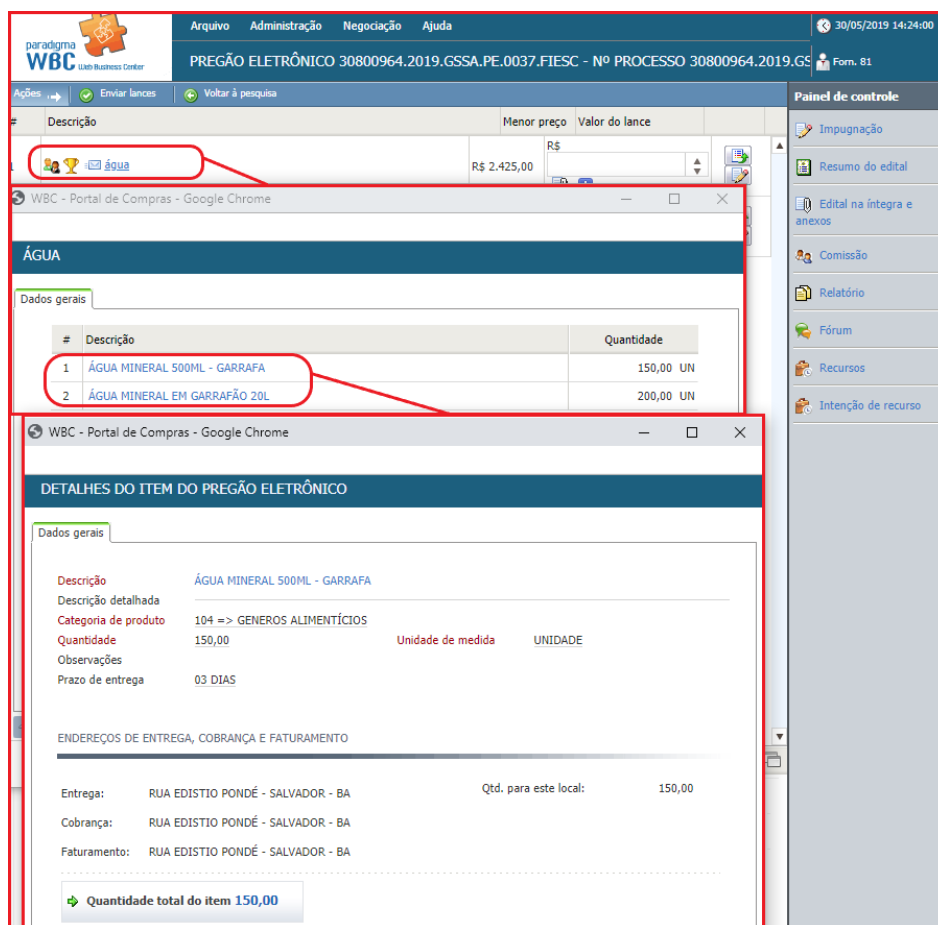 Arquivo Administração Negociação Ajuda
30/05/2019 14:24:00
paradigma
WBC Web Business Center
PREGÃO ELETRÔNICO 30800964.2019.GSSA.PE.0037.FIESC - Nº PROCESSO 30800964.2019.GS
Forn. 81
Ações Enviar lances Voltar à pesquisa
Painel de controle
# Descrição Menor preço Valor do lance
Impugnação
R$
água R$ 2.425,00
Resumo do edital
WBC - Portal de Compras - Google Chrome
Edital na íntegra e
anexos
ÁGUA
Comissão
Dados gerais
Relatório
# Descrição Quantidade
Fórum
1 ÁGUA MINERAL 500ML - GARRAFA 150,00 UN
Recursos
2 ÁGUA MINERAL EM GARRAFÃO 20L 200,00 UN
Intenção de recurso
WBC - Portal de Compras - Google Chrome
DETALHES DO ITEM DO PREGÃO ELETRÔNICO
Dados gerais
Descrição ÁGUA MINERAL 500ML - GARRAFA
Descrição detalhada
Categoria de produto 104 => GENEROS ALIMENTÍCIOS
Quantidade 150,00 Unidade de medida UNIDADE
Observações
Prazo de entrega 03 DIAS
ENDEREÇOS DE ENTREGA, COBRANÇA E FATURAMENTO
Entrega: RUA EDISTIO PONDÉ - SALVADOR - BA Qtd. para este local: 150,00
Cobrança: RUA EDISTIO PONDÉ - SALVADOR - BA
Faturamento: RUA EDISTIO PONDÉ - SALVADOR - BA
Quantidade total do item 150,00